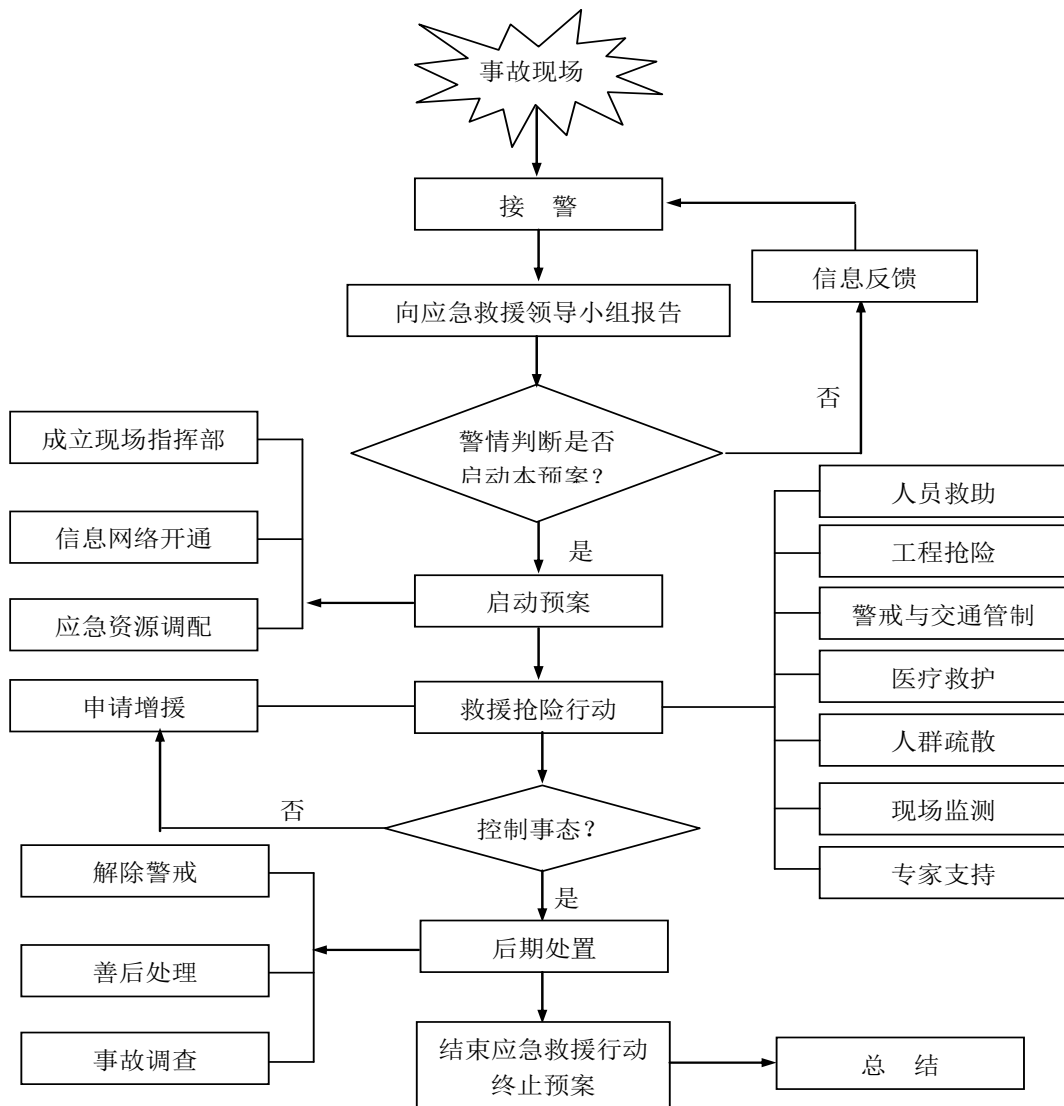 事故现场
接 警
信息反馈
向应急救援领导小组报告
否
警情判断是否
启动本预案?
成立现场指挥部
信息网络开通
应急资源调配
是
启动预案
人员救助
工程抢险
警戒与交通管制
医疗救护
人群疏散
现场监测
专家支持
申请增援
救援抢险行动
否
控制事态?
是
解除警戒
善后处理
事故调查
后期处置
结束应急救援行动
终止预案
总 结